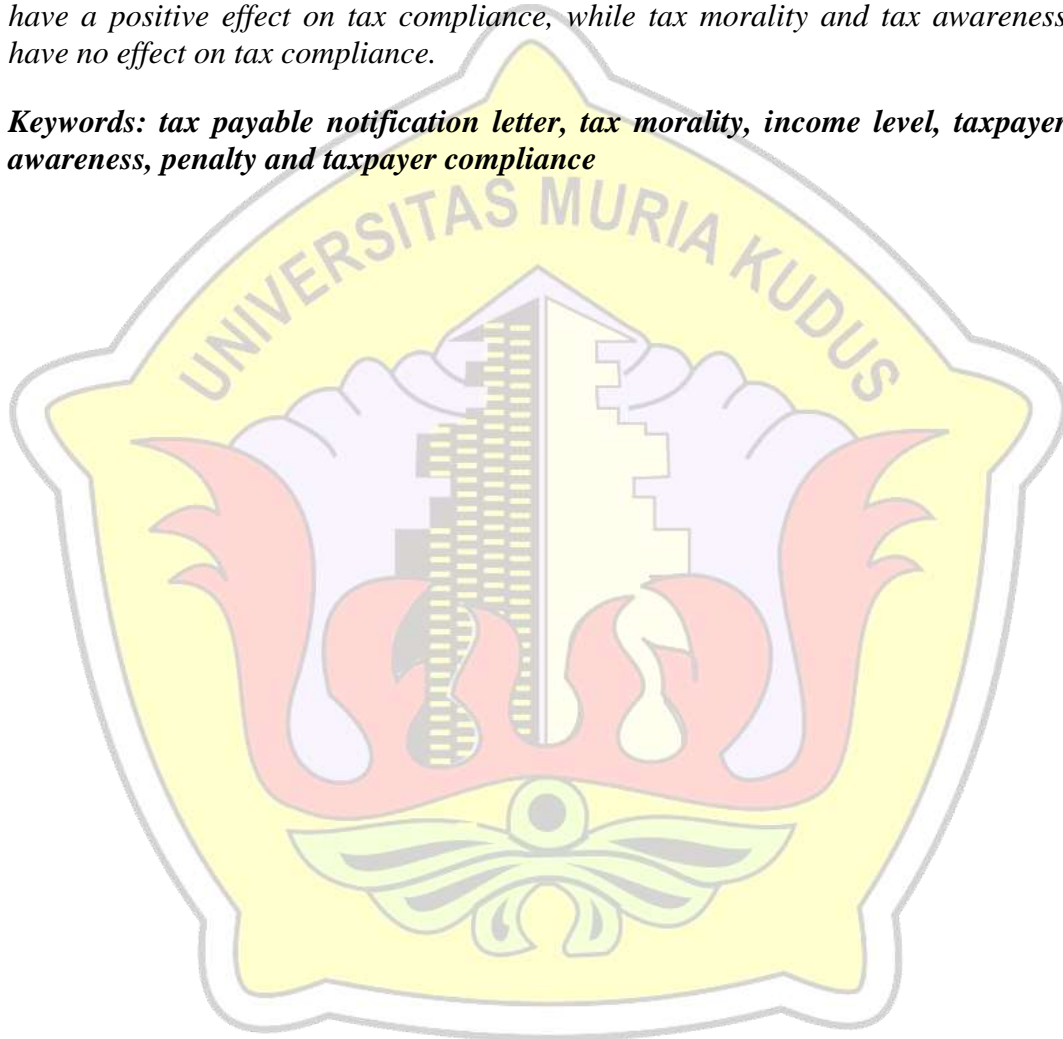 have a positive effect on tax compliance, while tax morality and tax awareness
have no effect on tax compliance.
Keywords: tax payable notification letter, tax morality, income level, taxpayer
awareness, penalty and taxpayer compliance
UNIVERSITAS MURIA KUDUS